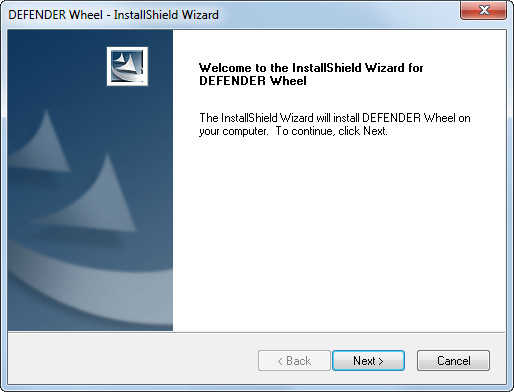 DEFENDER Wheel - InstallShield Wizard
Welcome to the InstallShield Wizard for
DEFENDER Wheel
The InstallShield Wizard will install DEFENDER Wheel on
your computer. To continue, click Next.
< Back
Next >
Cancel